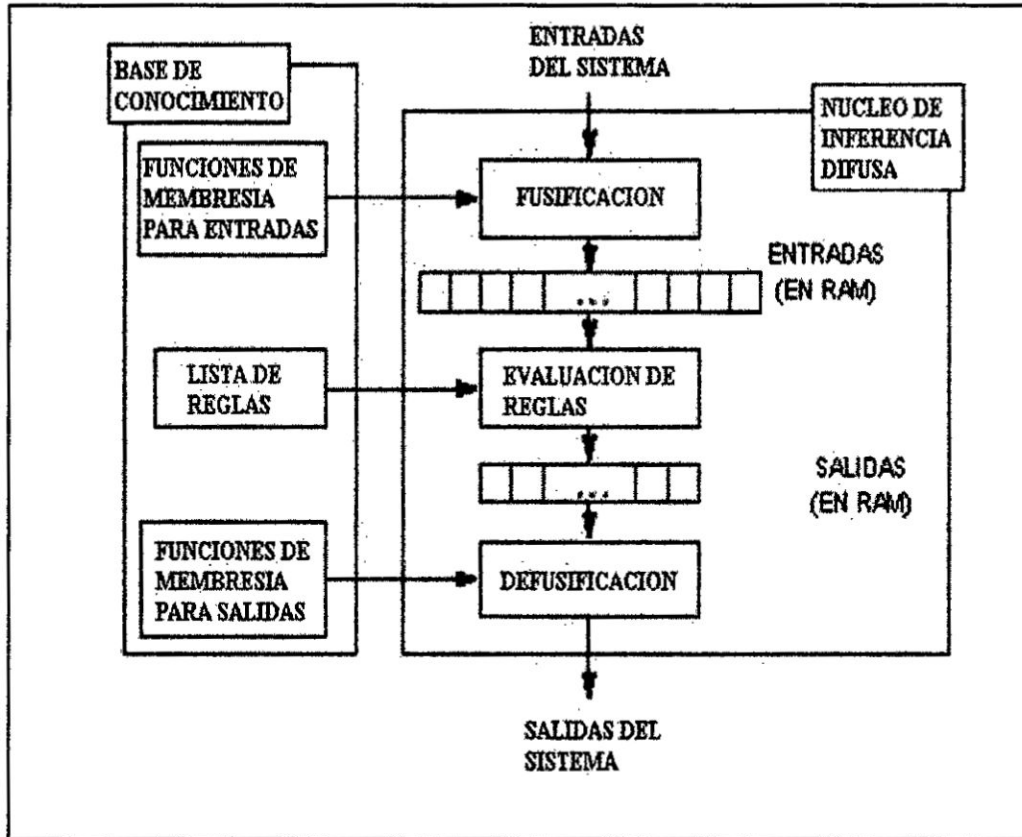 ENTRADAS
DEL SISTEMA
BASE DE
CONOCIMIENTO
NUCLEO DE
INFERENCIA
DIFUSA
FUNCIONES DE
MEMBRESIA
PARA ENTRADAS
FUSIFICACION
ENTRADAS
(EN RAM)
...
LISTA DE
REGLAS
EVALUACION DE
REGLAS
SALIDAS
(EN RAM)
...
FUNCIONES DE
MEMBRESIA
PARA SALIDAS
DEFUSIFICACION
SALIDAS DEL
SISTEMA